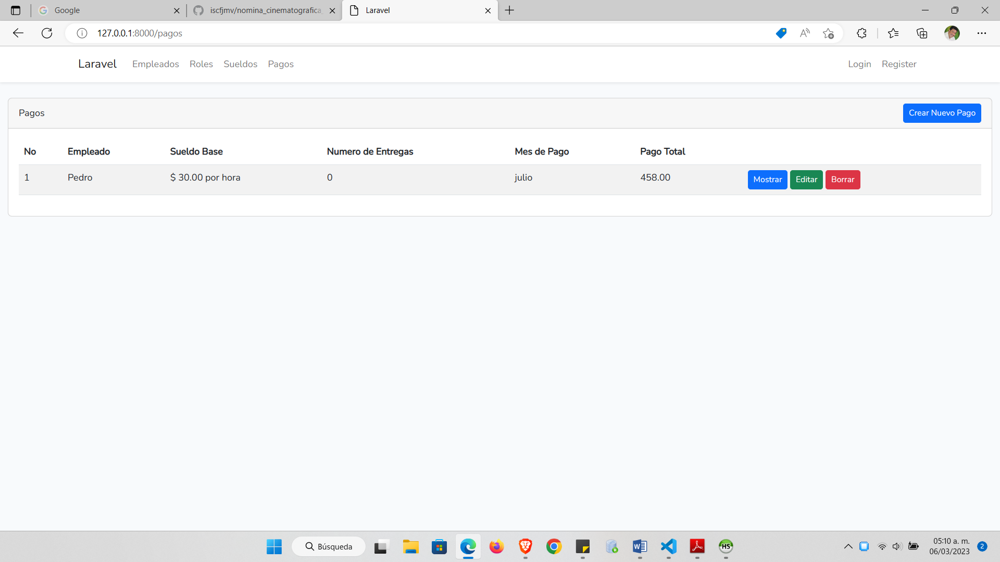 Google
iscfjmv/nomina_cinematografica_
Laravel
127.0.0.1:8000/pagos
Laravel Empleados Roles Sueldos Pagos Login Register
Pagos Crear Nuevo Pago
No Empleado Sueldo Base Numero de Entregas Mes de Pago Pago Total
1 Pedro $ 30.00 por hora 0 julio 458.00 Mostrar Editar Borrar
Búsqueda
HS
05:10 a. m.
06/03/2023
2